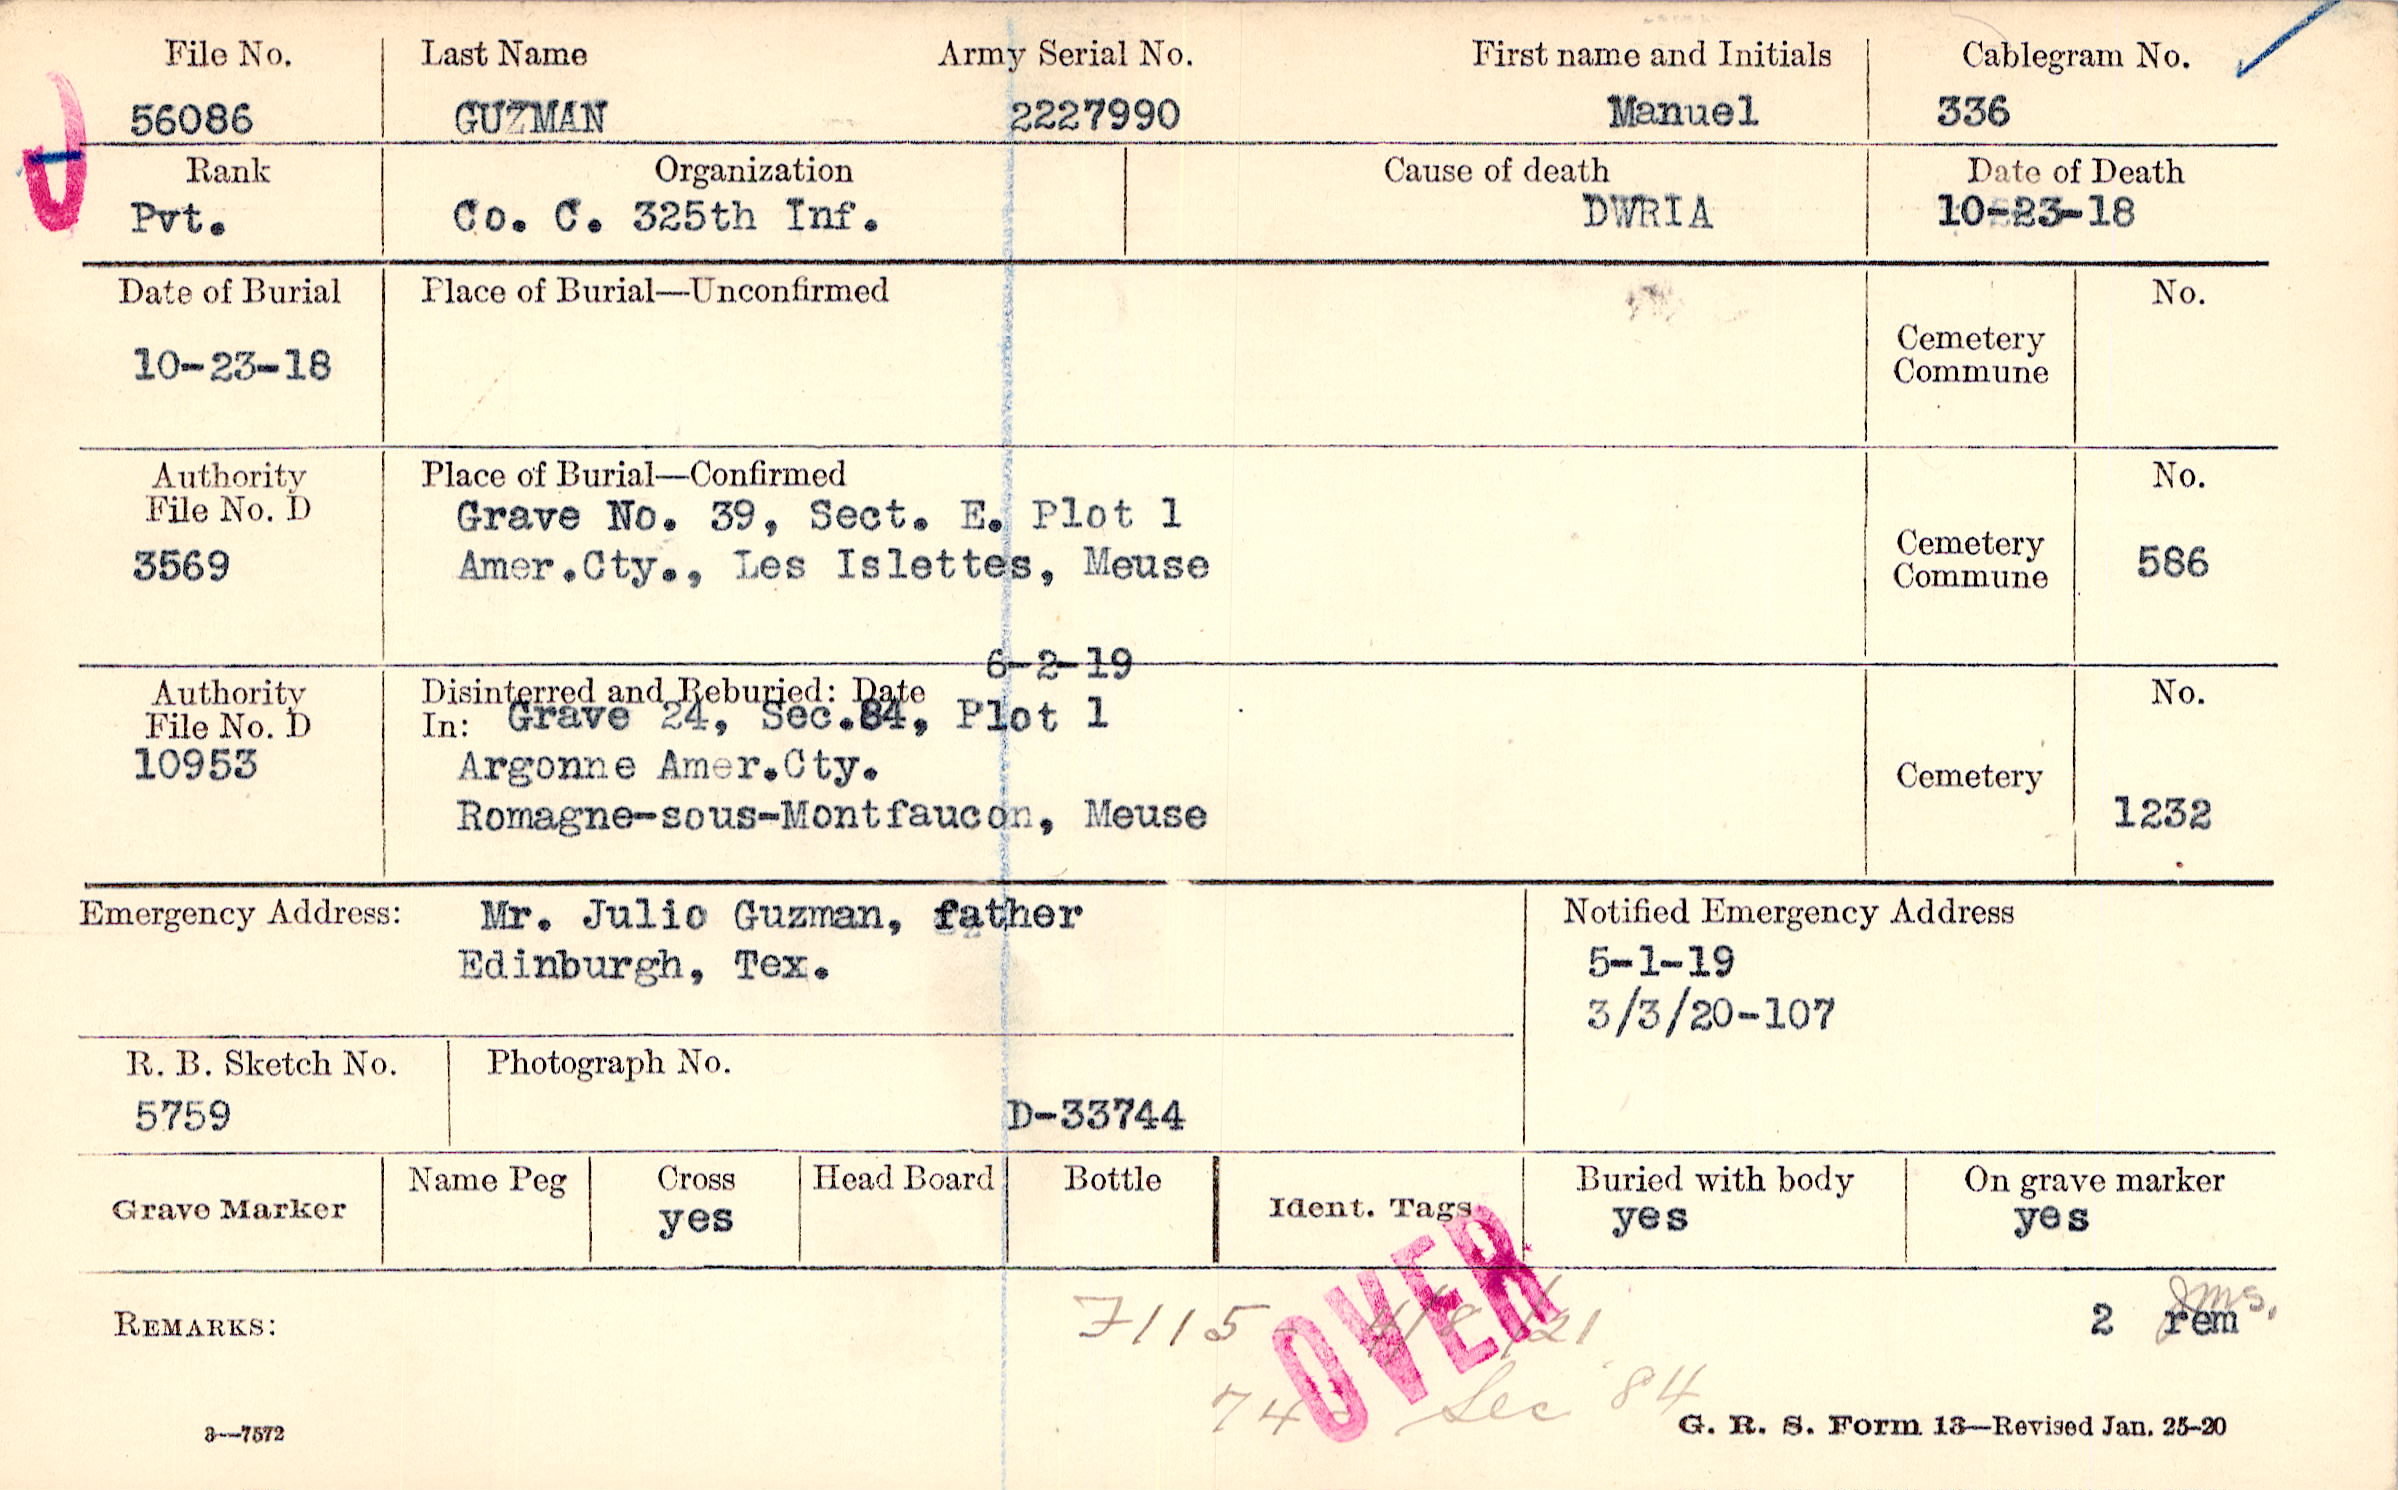 File No. Last Name Army Serial No. First name and Initials Cablegram No.
56086 GUZMAN 2227990 Manuel 336
Rank Organization Cause of death Date of Death
Pvt. Co. C. 325th Inf. DWRIA 10-23-18
Date of Burial Place of Burial—Unconfirmed No.
10-23-18 Cemetery
Commune
Authority Place of Burial—Confirmed No.
File No. D Grave No. 39, Sect. E. Plot 1
3569 Amer.Cty., Les Islettes, Meuse Cemetery 586
Commune
6-2-19
Authority Disinterred and Reburied: Date No.
File No. D In: Grave 24, Sec.84, Plot 1
10953 Argonne Amer.Cty. Cemetery
Romagne-sous-Montfaucon, Meuse 1232
Emergency Address: Mr. Julio Guzman, father Notified Emergency Address
Edinburgh, Tex. 5-1-19
3/3/20-107
R. B. Sketch No. Photograph No.
5759 D-33744
Grave Marker Name Peg Cross Head Board Bottle Ident. Tags Buried with body On grave marker
yes yes yes
OVER
REMARKS: 7115- 2 rem
Sec 84
3—7572 G. R. S. Form 13—Revised Jan. 25-20